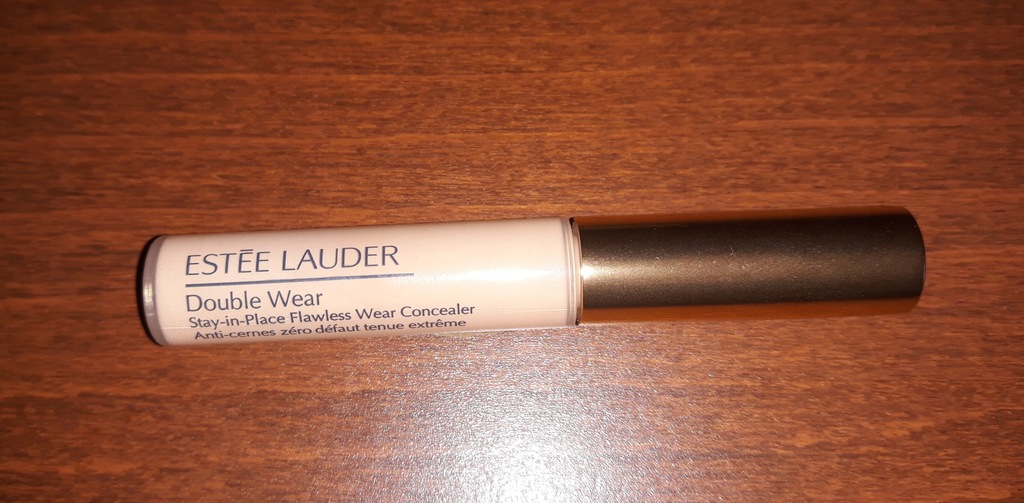 ESTĒE LAUDER
Double Wear
Stay-in-Place Flawless Wear Concealer
Anti-cernes zéro défaut tenue extrême